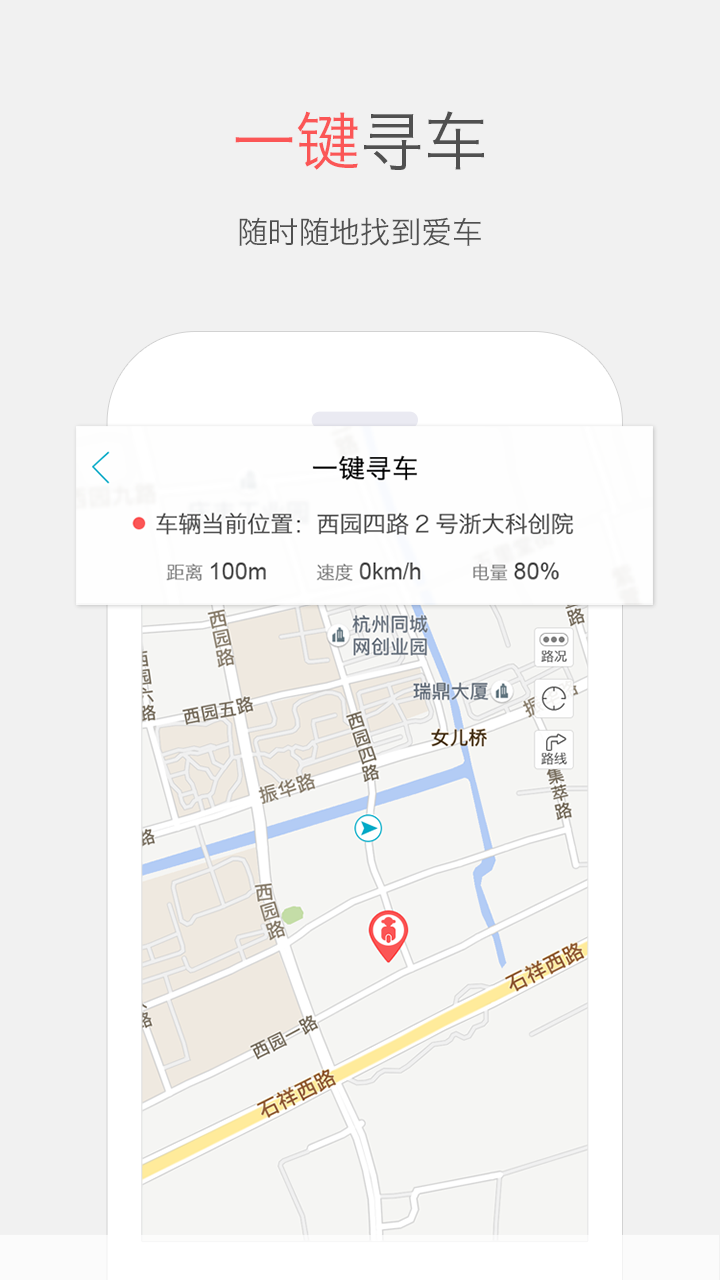 一键寻车
随时随地找到爱车
一键寻车
车辆当前位置：西园四路 2 号浙大科创院
距离 100m 速度 0km/h 电量 80%
西园路
杭州同城
网创业园
路况
瑞鼎大厦
西园五路
西园四路
女儿桥
路线
振华路
集萃路
西园路
石祥西路
西园一路
石祥西路